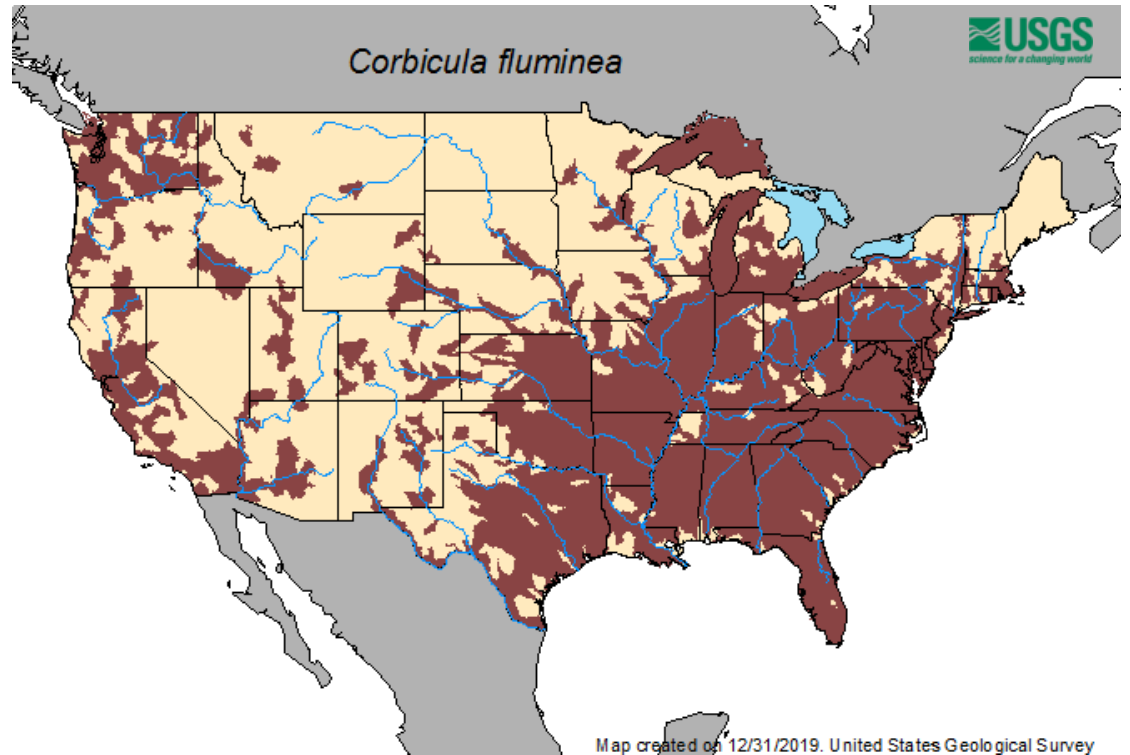 Corbicula fluminea
USGS
science for a changing world
Map created on 12/31/2019. United States Geological Survey